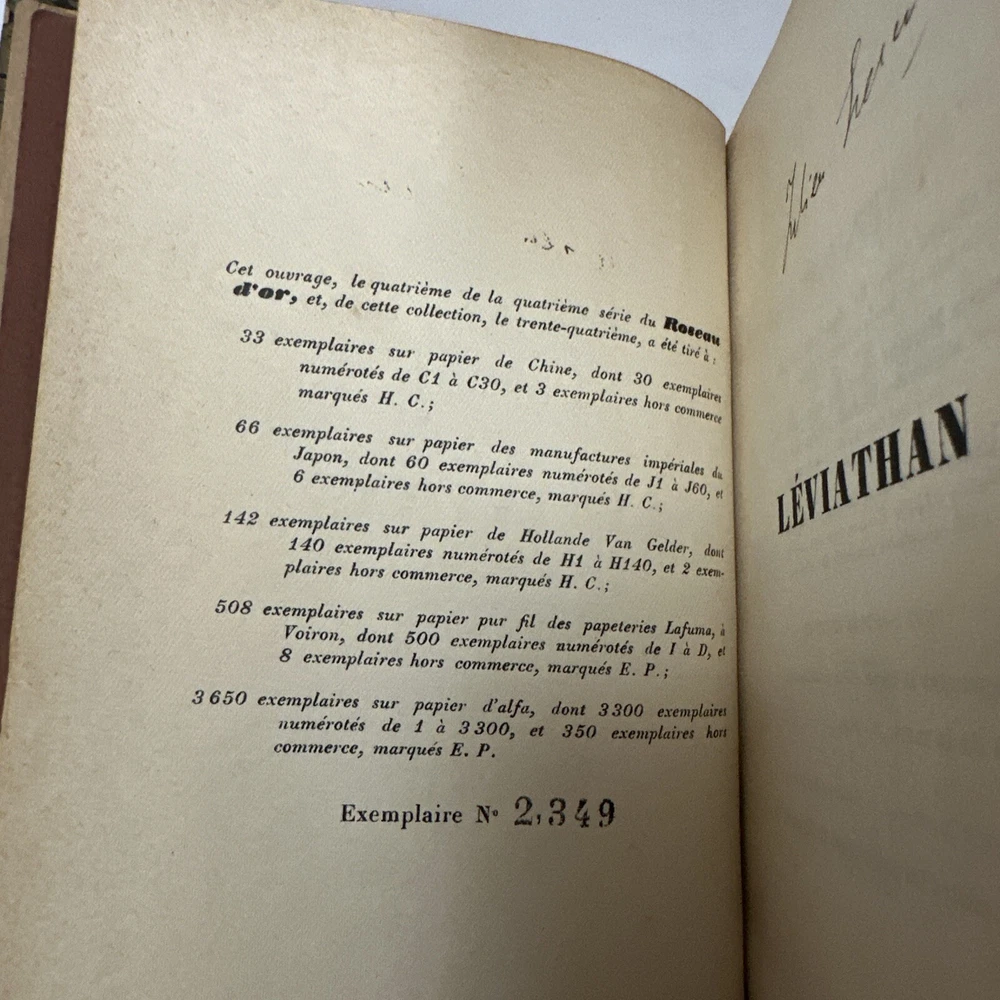 Cet ouvrage, le quatrième de la quatrième série du Roseau
d'or, et, de cette collection, le trente-quatrième, a été tiré à :
33 exemplaires sur papier de Chine, dont 30 exemplaires
numérotés de C1 à C30, et 3 exemplaires hors commerce
marqués H. C.;
66 exemplaires sur papier des manufactures impériales du
Japon, dont 60 exemplaires numérotés de J1 à J60, et
6 exemplaires hors commerce, marqués H. C.;
142 exemplaires sur papier de Hollande Van Gelder, dont
140 exemplaires numérotés de H1 à H140, et 2 exem-
plaires hors commerce, marqués H. C.;
508 exemplaires sur papier pur fil des papeteries Lafuma, à
Voiron, dont 500 exemplaires numérotés de I à D, et
8 exemplaires hors commerce, marqués E. P.;
3 650 exemplaires sur papier d'alfa, dont 3 300 exemplaires
numérotés de 1 à 3 300, et 350 exemplaires hors
commerce, marqués E. P.
Exemplaire N° 2,349
Julien
LÉVIATHAN